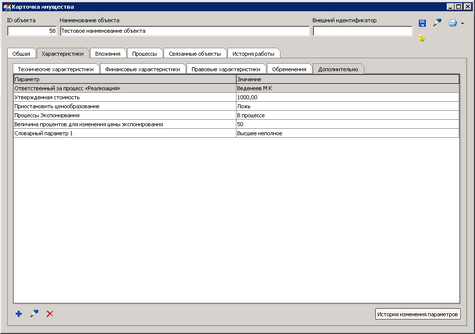 Карточка имущества
ID объекта Наименование объекта Внешний идентификатор
58 Тестовое наименование объекта
Общая Характеристики Вложения Процессы Связанные объекты История работы
Технические характеристики Финансовые характеристики Правовые характеристики Обременения Дополнительно
Параметр Значение
Ответственный за процесс «Реализация» Веденеев М.К
Утвержденная стоимость 1000,00
Приостановить ценообразование Ложь
Процессы Экспонирвания В процессе
Величина процентов для изменения цены экспонирования 50
Словарный параметр 1 Высшее неполное
История изменения параметров